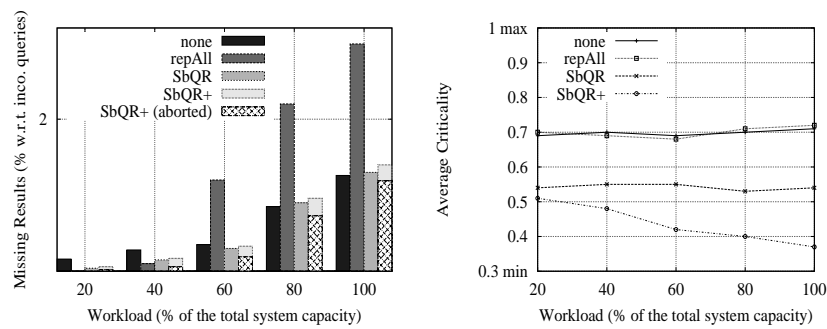 Missing Results (% w.r.t. inco. queries)
2
none
repAll
SbQR
SbQR+
SbQR+ (aborted)
20 40 60 80 100
Workload (% of the total system capacity)
Average Criticality
1 max
0.9
0.8
0.7
0.6
0.5
0.4
0.3 min
none
repAll
SbQR
SbQR+
20 40 60 80 100
Workload (% of the total system capacity)